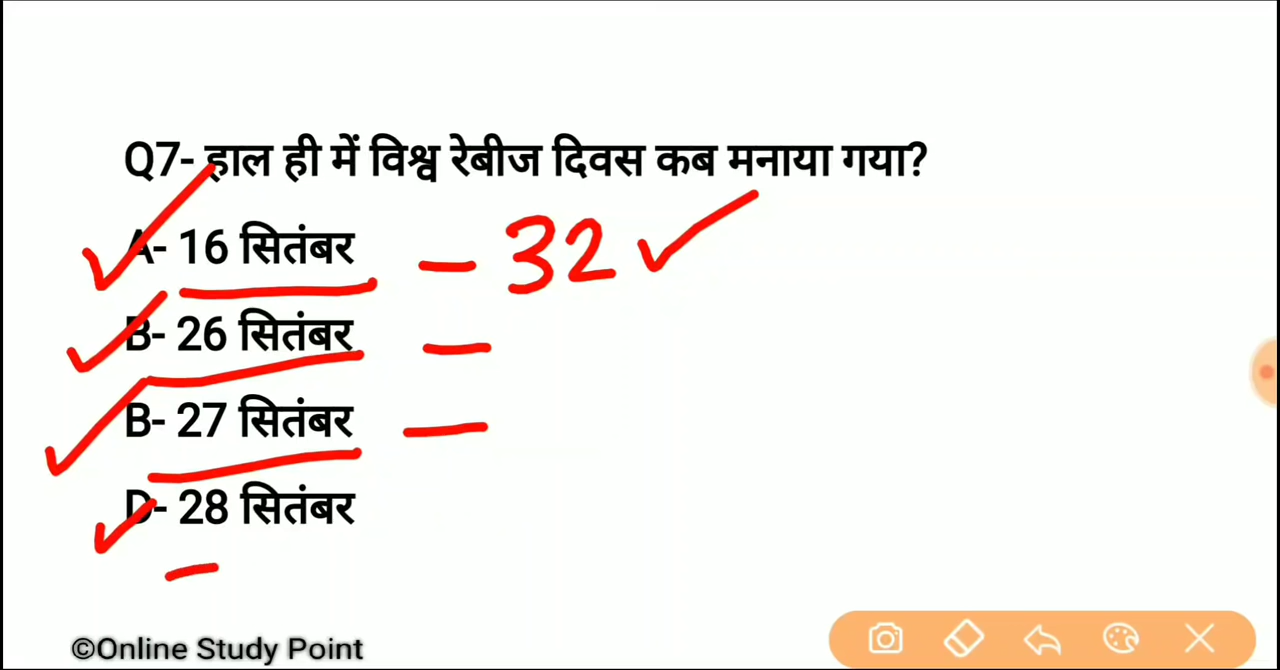 Q7- हाल ही में विश्व रेबीज दिवस कब मनाया गया?
A- 16 सितंबर - 32
B- 26 सितंबर -
B- 27 सितंबर -
D- 28 सितंबर
©Online Study Point